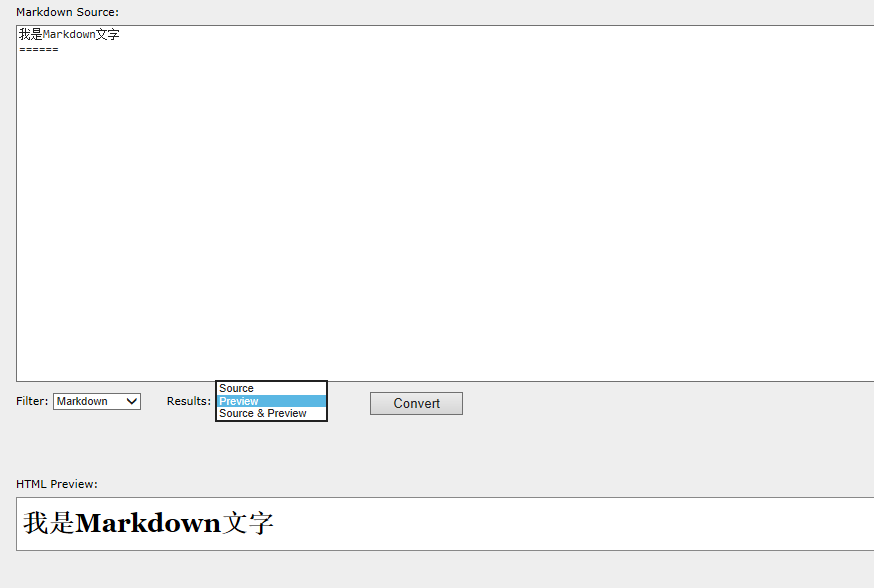 Markdown Source:
我是Markdown文字
======
Filter: Markdown Results: Source
Preview
Source & Preview
Convert
HTML Preview:
我是Markdown文字